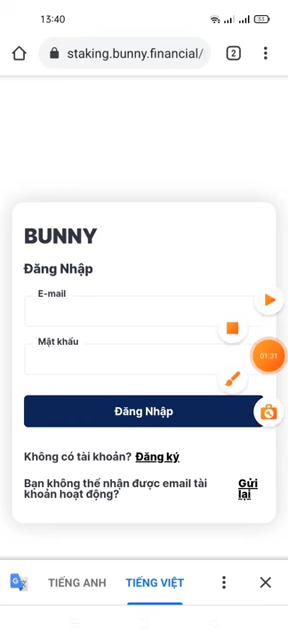 13:40
53
staking.bunny.financial/
2
BUNNY
Đăng Nhập
E-mail
Mật khẩu
01:31
Đăng Nhập
Không có tài khoản? Đăng ký
Bạn không thể nhận được email tài khoản hoạt động? Gửi lại
TIẾNG ANH TIẾNG VIỆT